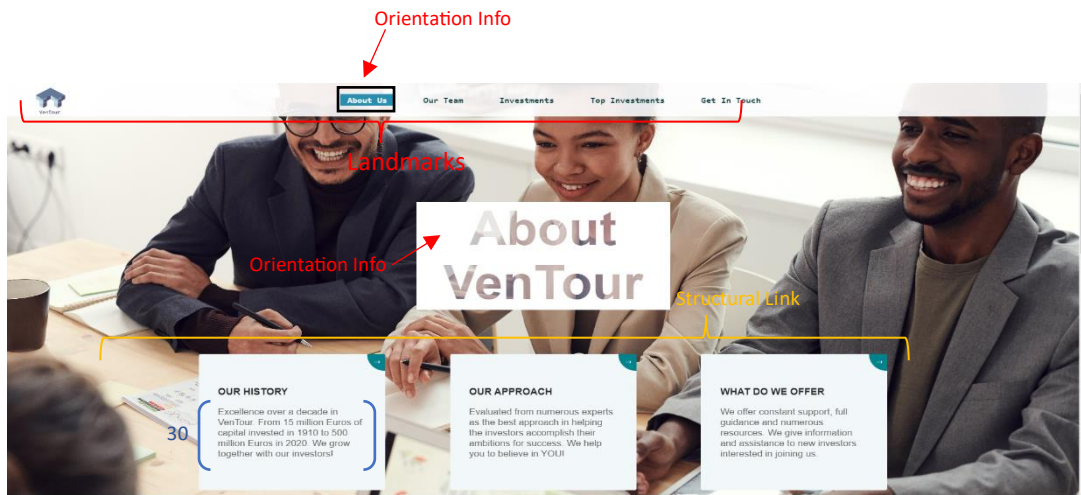 Orientation Info
VenTour
About Us Our Team Investments Top Investments Get In Touch
Landmarks
About
VenTour
Orientation Info
Structural Link
OUR HISTORY
Excellence over a decade in
VenTour. From 15 million Euros of
capital invested in 1910 to 500
million Euros in 2020. We grow
together with our investors!
30
OUR APPROACH
Evaluated from numerous experts
as the best approach in helping
the investors accomplish their
ambitions for success. We help
you to believe in YOU!
WHAT DO WE OFFER
We offer constant support, full
guidance and numerous
resources. We give information
and assistance to new investors
interested in joining us.